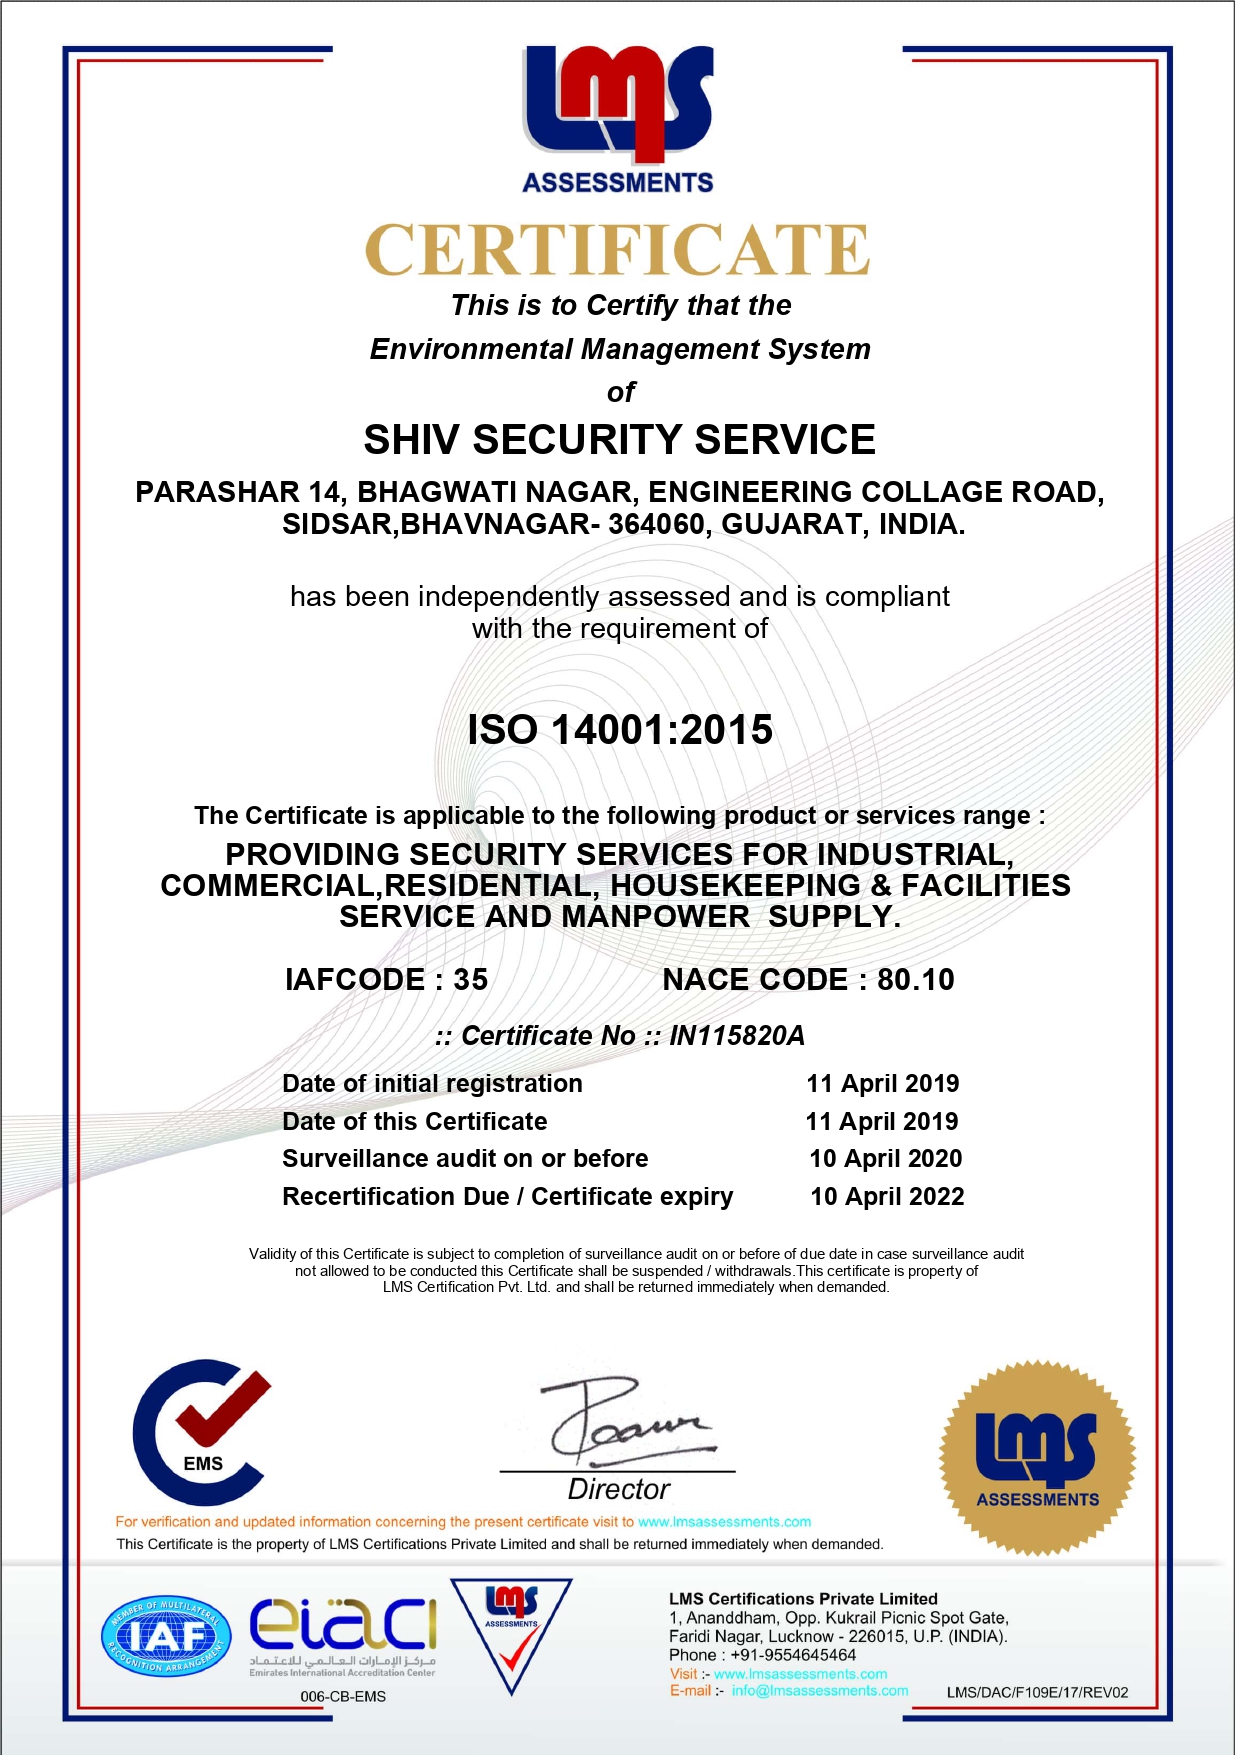 LMS
ASSESSMENTS
CERTIFICATE
This is to Certify that the
Environmental Management System
of
SHIV SECURITY SERVICE
PARASHAR 14, BHAGWATI NAGAR, ENGINEERING COLLAGE ROAD,
SIDSAR,BHAVNAGAR- 364060, GUJARAT, INDIA.
has been independently assessed and is compliant
with the requirement of
ISO 14001:2015
The Certificate is applicable to the following product or services range :
PROVIDING SECURITY SERVICES FOR INDUSTRIAL,
COMMERCIAL,RESIDENTIAL, HOUSEKEEPING & FACILITIES
SERVICE AND MANPOWER SUPPLY.
IAFCODE : 35 NACE CODE : 80.10
:: Certificate No :: IN115820A
Date of initial registration 11 April 2019
Date of this Certificate 11 April 2019
Surveillance audit on or before 10 April 2020
Recertification Due / Certificate expiry 10 April 2022
Validity of this Certificate is subject to completion of surveillance audit on or before of due date in case surveillance audit
not allowed to be conducted this Certificate shall be suspended / withdrawals.This certificate is property of
LMS Certification Pvt. Ltd. and shall be returned immediately when demanded.
EMS
Director
LMS
ASSESSMENTS
For verification and updated information concerning the present certificate visit to www.lmsassessments.com
This Certificate is the property of LMS Certifications Private Limited and shall be returned immediately when demanded.
MEMBER OF MULTILATERAL
IAF
RECOGNITION ARRANGEMENT
eiaci
مركز الإمارات العالمي للاعتماد
Emirates International Accreditation Center
006-CB-EMS
LMS
ASSESSMENTS
LMS Certifications Private Limited
1, Ananddham, Opp. Kukrail Picnic Spot Gate,
Faridi Nagar, Lucknow - 226015, U.P. (INDIA).
Phone : +91-9554645464
Visit :- www.lmsassessments.com
E-mail :- info@lmsassessments.com
LMS/DAC/F109E/17/REV02